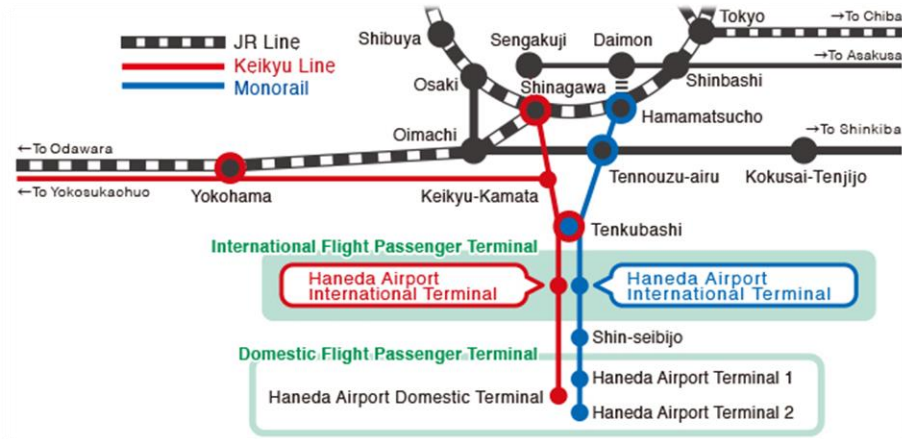 Tokyo
→To Chiba
JR Line
Shibuya
Sengakuji
Daimon
→To Asakusa
Keikyu Line
Monorail
Osaki
Shinagawa
Shinbashi
Hamamatsucho
Oimachi
→To Shinkiba
←To Odawara
Tennouzu-airu
Kokusai-Tenjijo
←To Yokosukachuo
Yokohama
Keikyu-Kamata
Tenkubashi
International Flight Passenger Terminal
Haneda Airport
International Terminal
Haneda Airport
International Terminal
Shin-seibijo
Domestic Flight Passenger Terminal
Haneda Airport Terminal 1
Haneda Airport Domestic Terminal
Haneda Airport Terminal 2